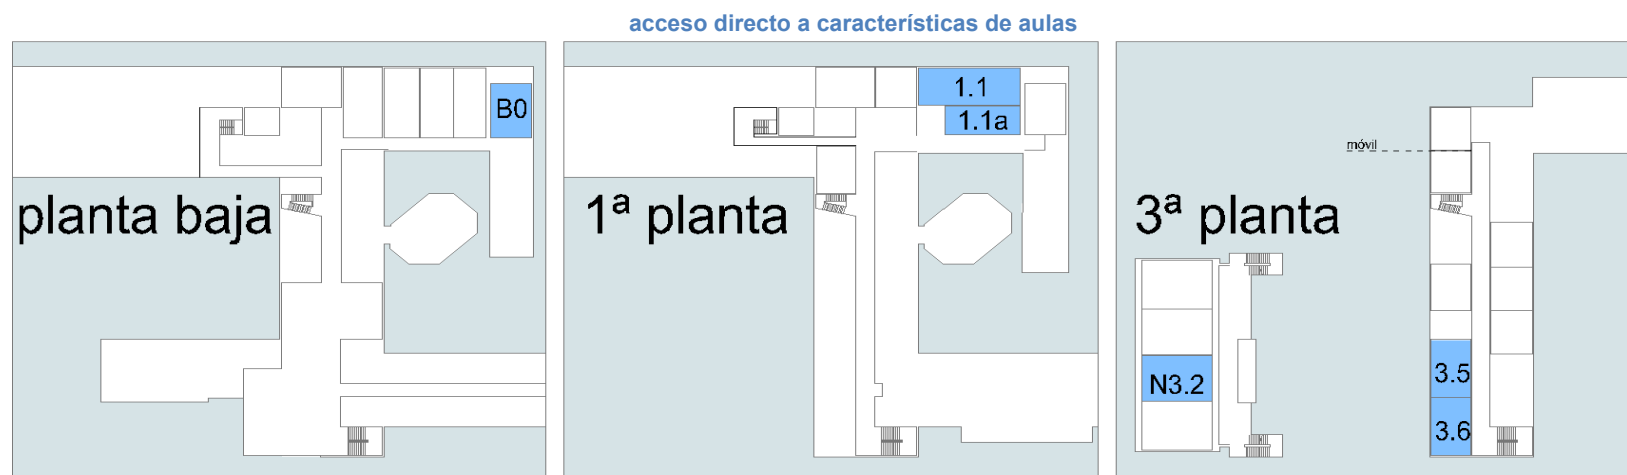 acceso directo a características de aulas
B0
planta baja
1.1
1.1a
1ª planta
móvil
3ª planta
N3.2
3.5
3.6